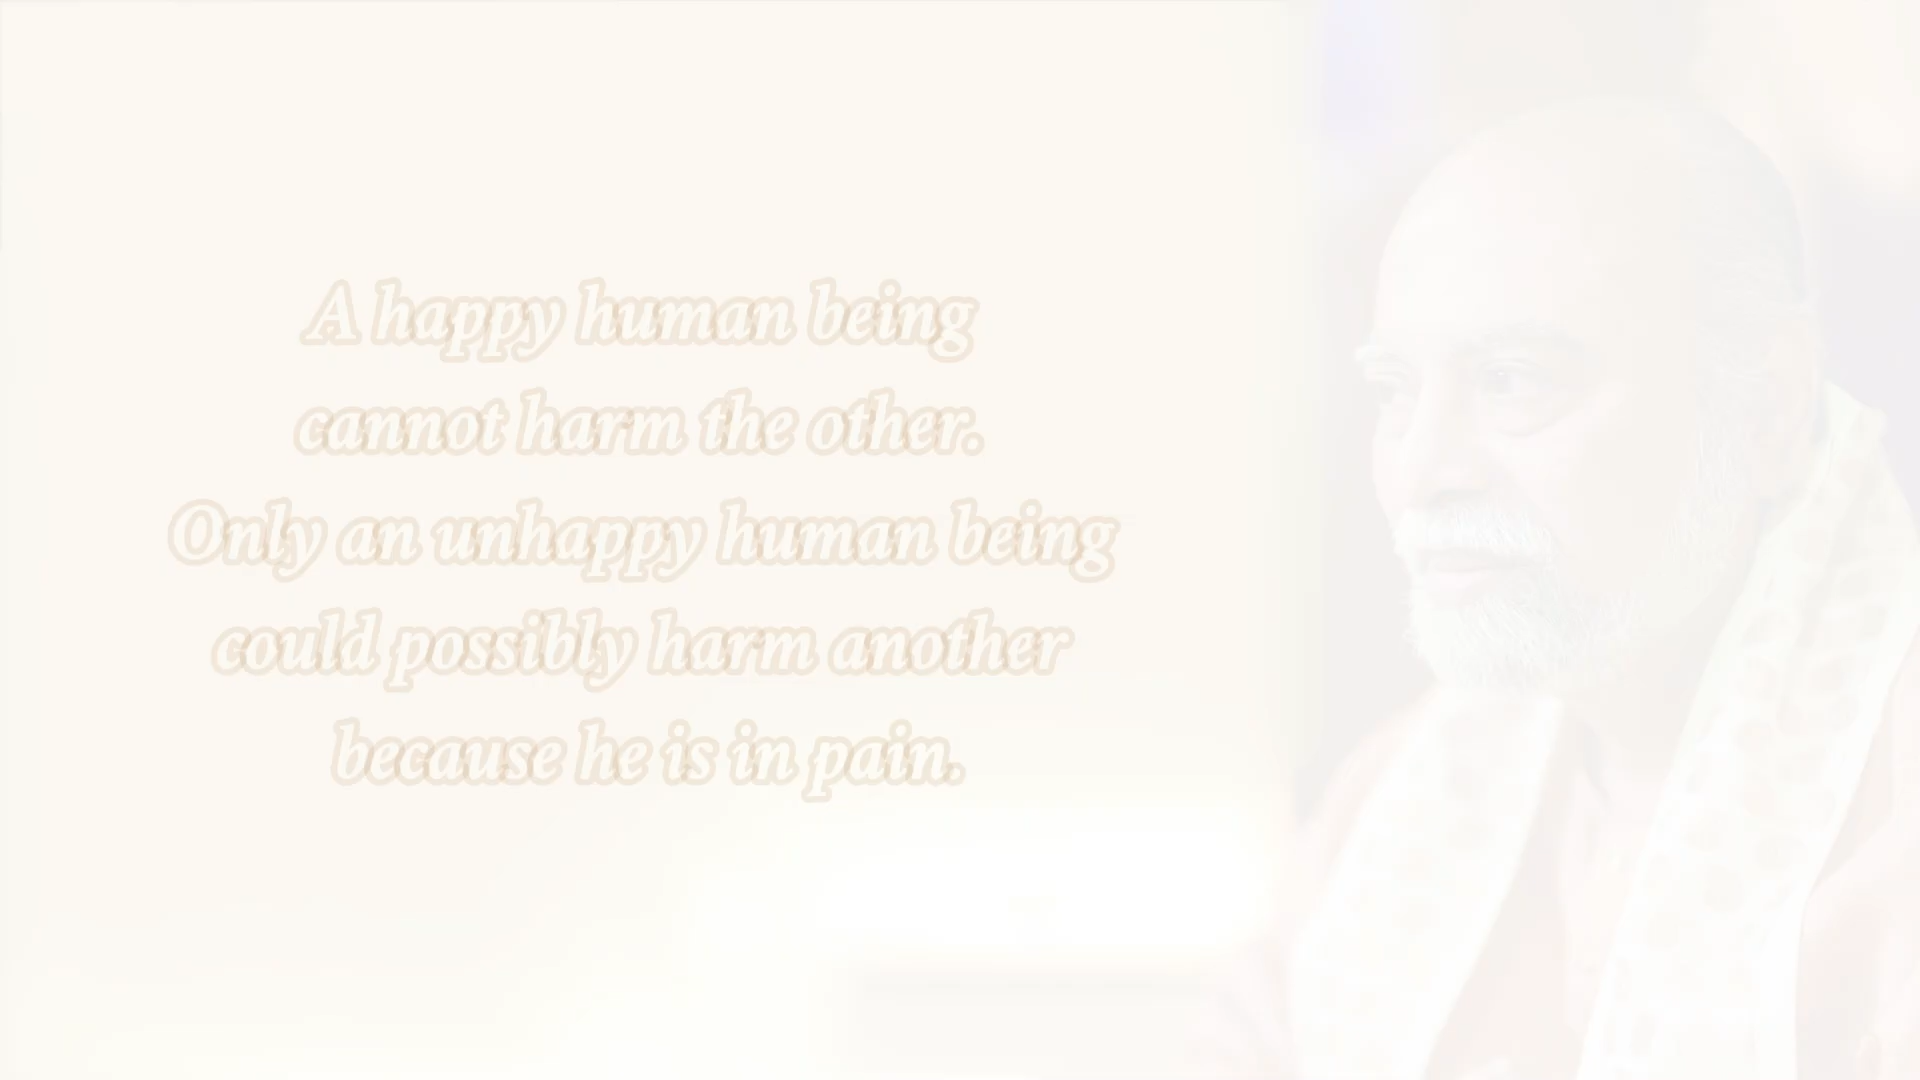 A happy human being
cannot harm the other.
Only an unhappy human being
could possibly harm another
because he is in pain.